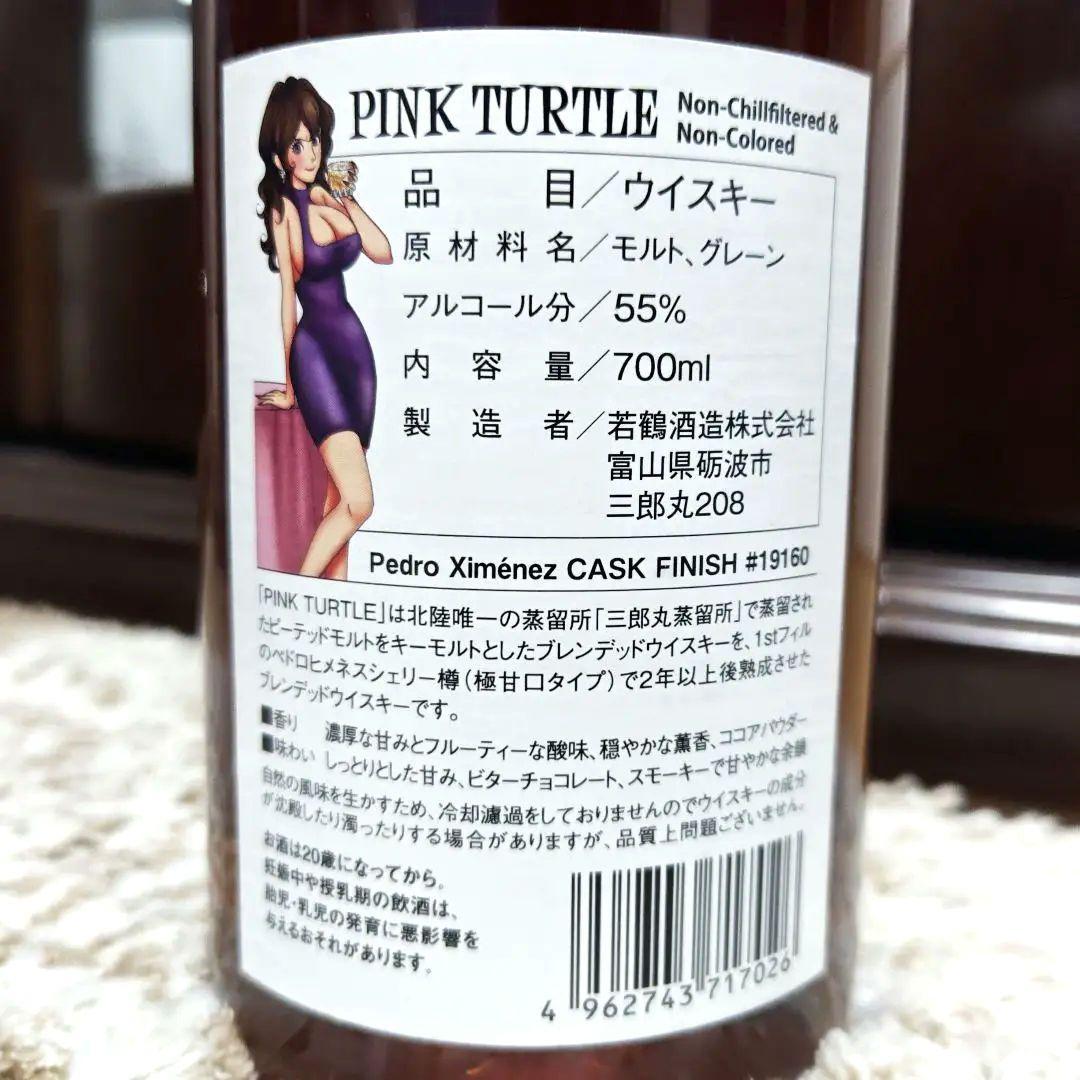 PINK TURTLE
Non-Chillfiltered &
Non-Colored
品目／ウイスキー
原材料名／モルト、グレーン
アルコール分／55%
内容量／700ml
製造者／若鶴酒造株式会社
富山県砺波市
三郎丸208
Pedro Ximénez CASK FINISH #19160
「PINK TURTLE」は北陸唯一の蒸留所「三郎丸蒸留所」で蒸留され
たピーテッドモルトをキーモルトとしたブレンデッドウイスキーを、1stフィル
のペドロヒメネスシェリー樽（極甘口タイプ）で2年以上後熟成させた
ブレンデッドウイスキーです。
■香り 濃厚な甘みとフルーティーな酸味、穏やかな薫香、ココアパウダー
■味わい しっとりとした甘み、ビターチョコレート、スモーキーで甘やかな余韻
自然の風味を生かすため、冷却濾過をしておりませんのでウイスキーの成分
が沈殿したり濁ったりする場合がありますが、品質上問題ございません。
お酒は20歳になってから。
妊娠中や授乳期の飲酒は、
胎児・乳児の発育に悪影響を
与えるおそれがあります。
4 962743 717026